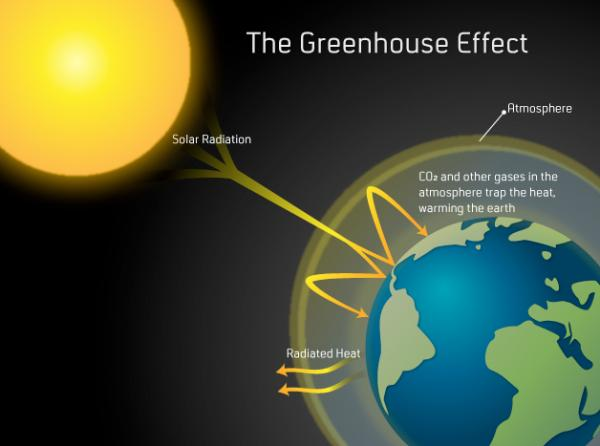 The Greenhouse Effect
Atmosphere
Solar Radiation
CO₂ and other gases in the
atmosphere trap the heat,
warming the earth
Radiated Heat